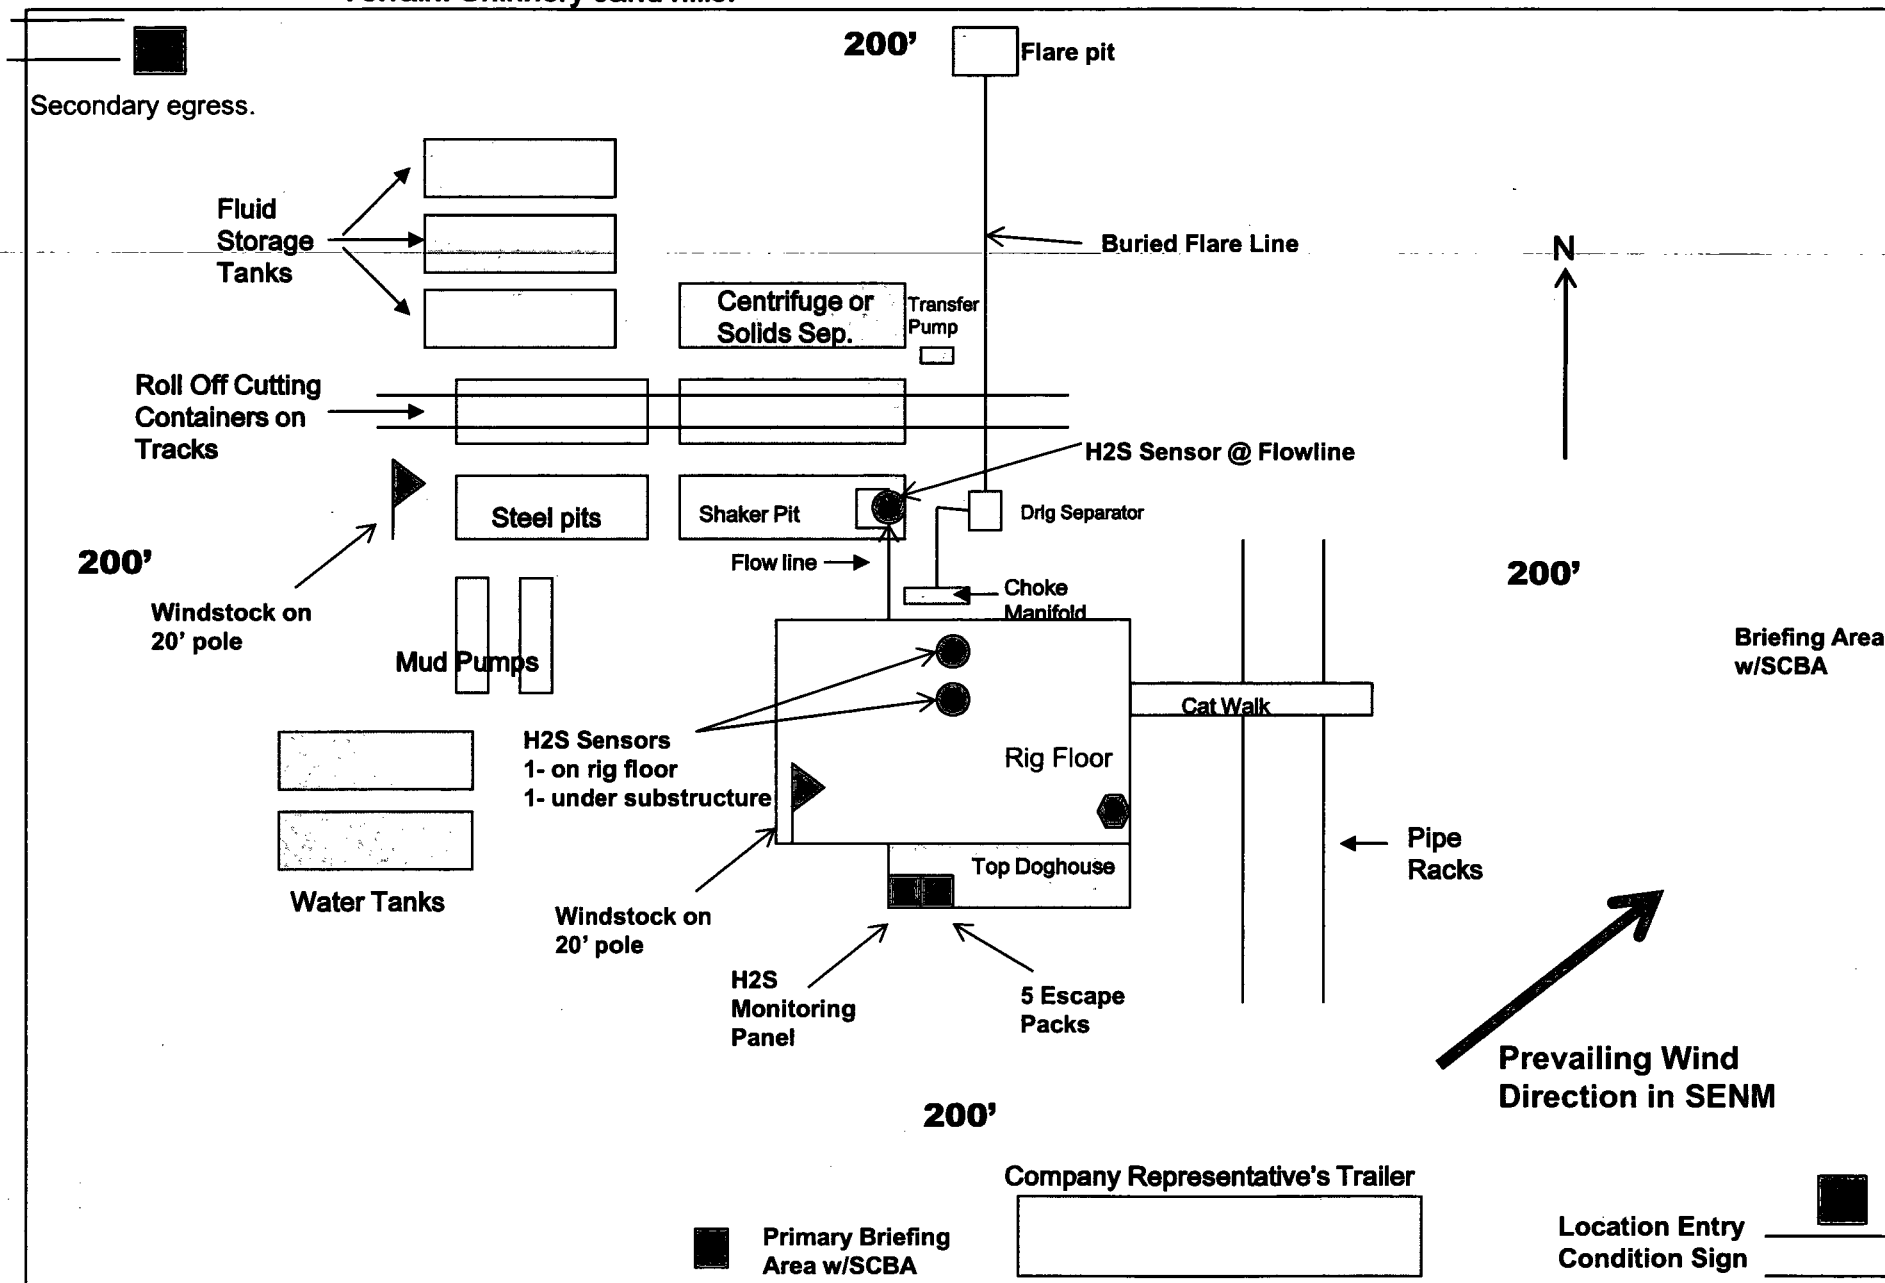 200'
Flare pit
Secondary egress.
Fluid
Storage
Tanks
Buried Flare Line
N
Centrifuge or
Solids Sep.
Transfer
Pump
Roll Off Cutting
Containers on
Tracks
H2S Sensor @ Flowline
Steel pits
Shaker Pit
Drlg Separator
200'
Flow line
200'
Choke
Manifold
Windstock on
20' pole
Briefing Area
w/SCBA
Mud Pumps
Cat Walk
H2S Sensors
1- on rig floor
1- under substructure
Rig Floor
Pipe
Racks
Top Doghouse
Water Tanks
Windstock on
20' pole
H2S
Monitoring
Panel
5 Escape
Packs
Prevailing Wind
Direction in SENM
200'
Company Representative's Trailer
Primary Briefing
Area w/SCBA
Location Entry
Condition Sign